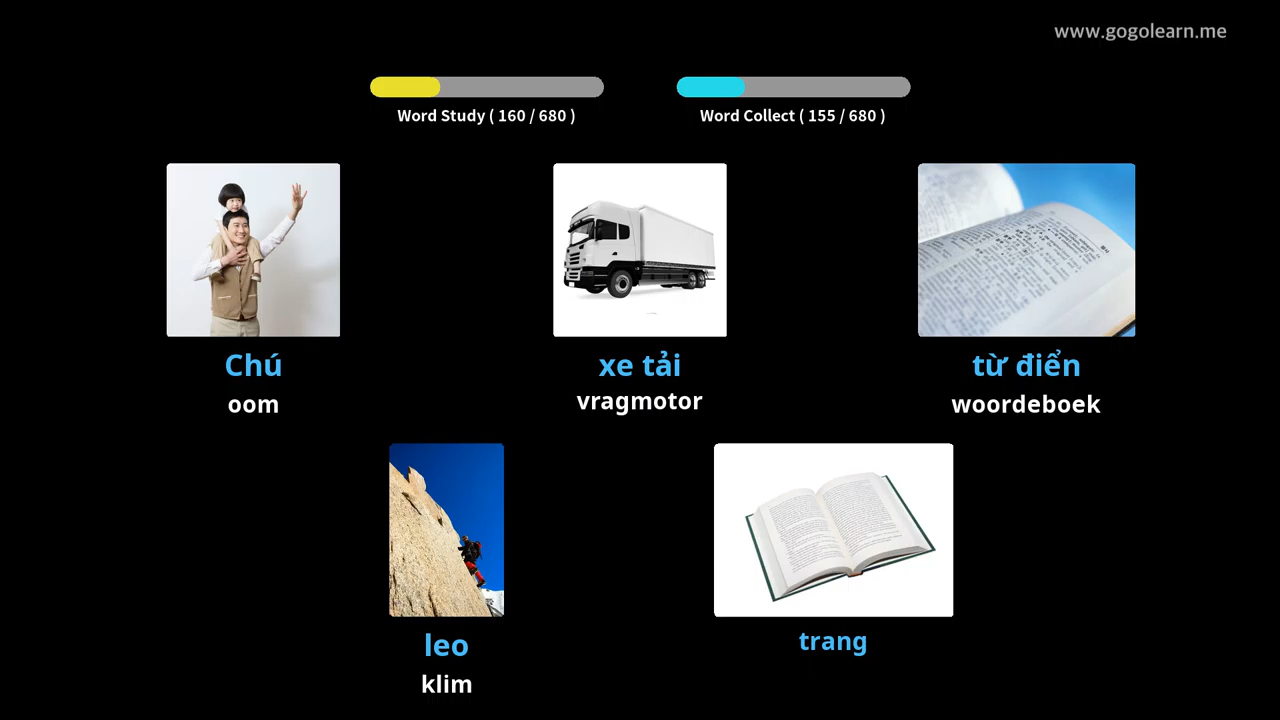 www.gogolearn.me
Word Study ( 160 / 680 )
Word Collect ( 155 / 680 )
Chú
oom
xe tải
vragmotor
từ điển
woordeboek
leo
klim
trang